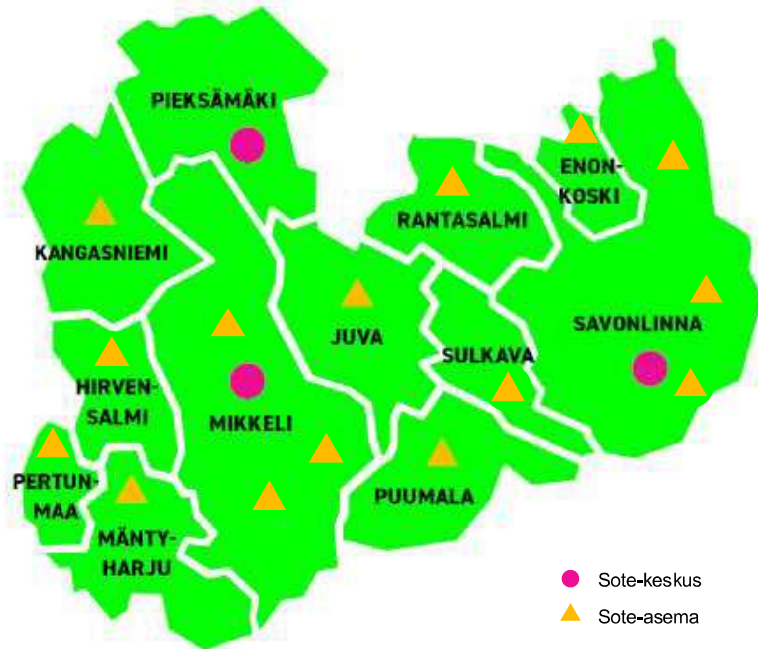 PIEKSÄMÄKI
ENON-
KOSKI
RANTASALMI
KANGASNIEMI
SAVONLINNA
JUVA
SULKAVA
HIRVEN-
SALMI
MIKKELI
PERTUN-
MAA
PUUMALA
MÄNTY-
HARJU
Sote-keskus
Sote-asema